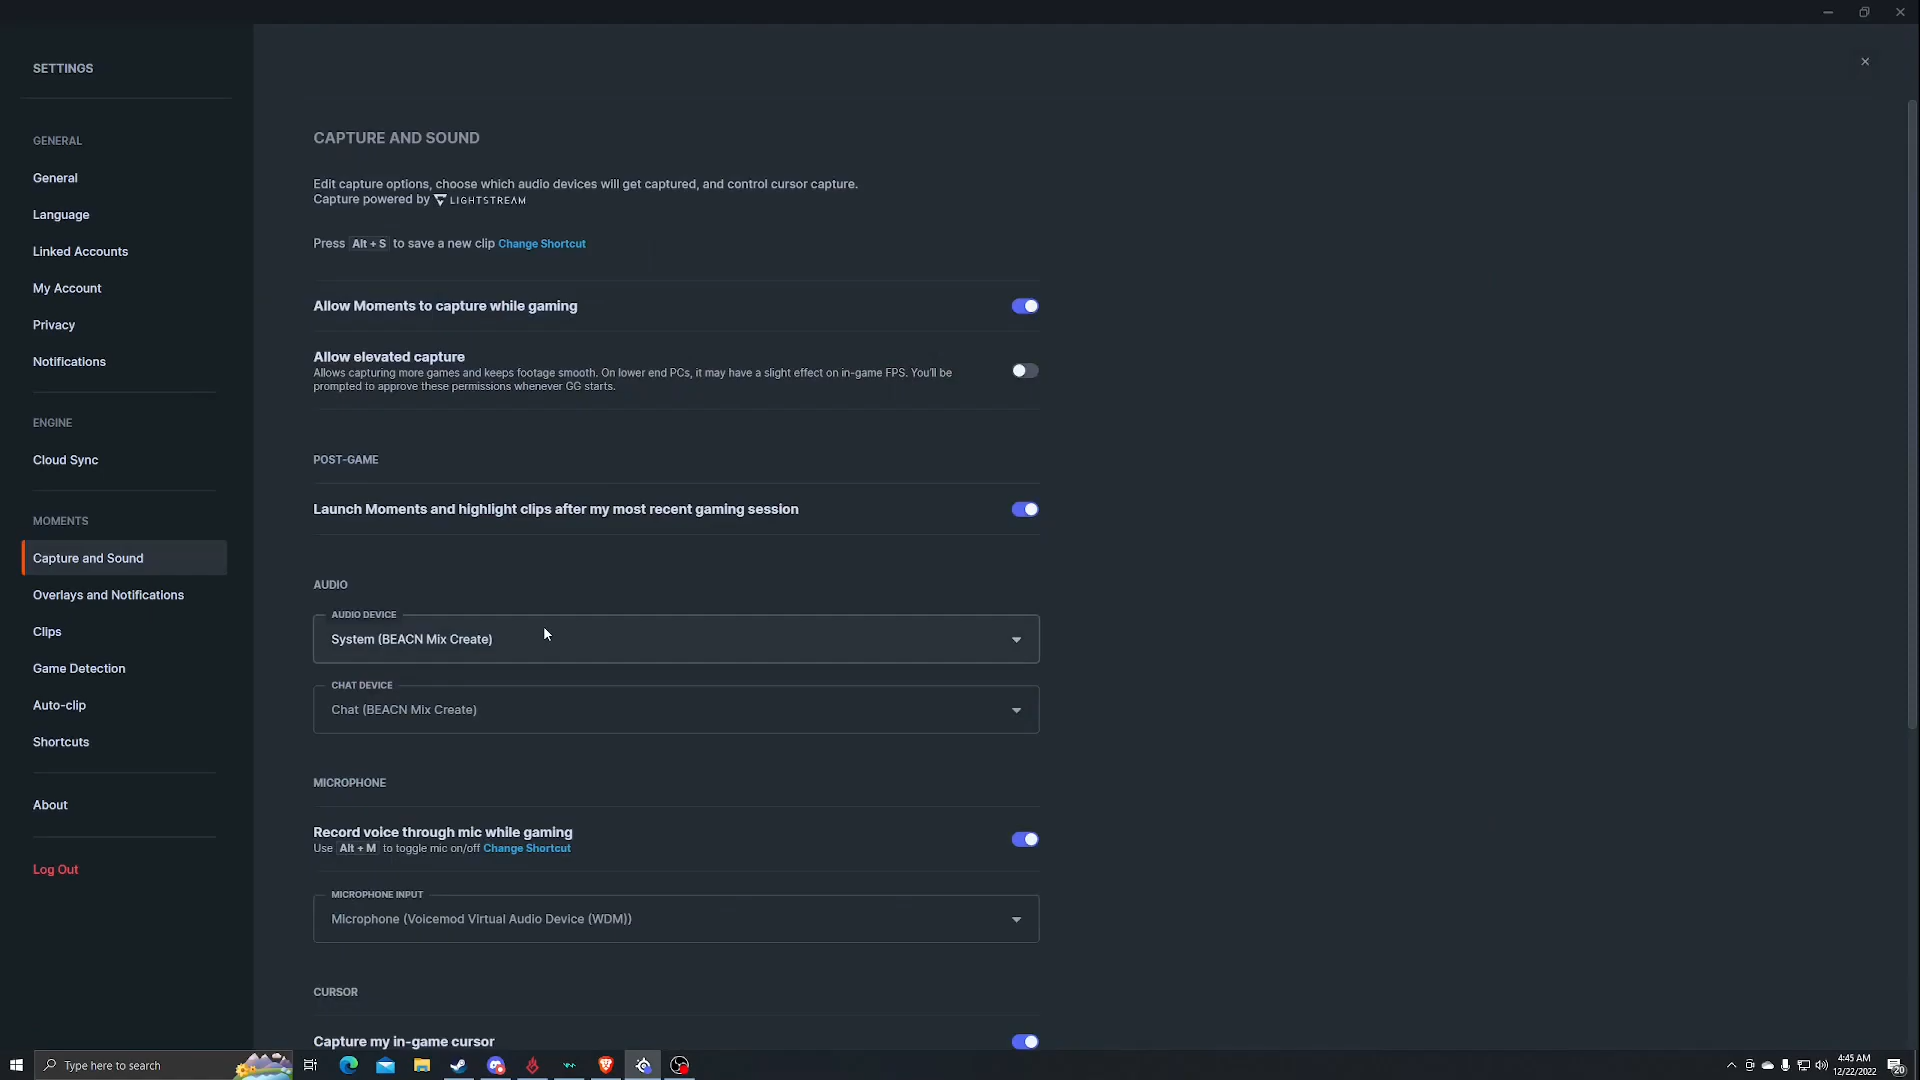 SETTINGS
GENERAL
General
Language
Linked Accounts
My Account
Privacy
Notifications
ENGINE
Cloud Sync
MOMENTS
Capture and Sound
Overlays and Notifications
Clips
Game Detection
Auto-clip
Shortcuts
About
Log Out
CAPTURE AND SOUND
Edit capture options, choose which audio devices will get captured, and control cursor capture.
Capture powered by LIGHTSTREAM
Press Alt + S to save a new clip Change Shortcut
Allow Moments to capture while gaming
Allow elevated capture
Allows capturing more games and keeps footage smooth. On lower end PCs, it may have a slight effect on in-game FPS. You'll be
prompted to approve these permissions whenever GG starts.
POST-GAME
Launch Moments and highlight clips after my most recent gaming session
AUDIO
AUDIO DEVICE
System (BEACN Mix Create)
CHAT DEVICE
Chat (BEACN Mix Create)
MICROPHONE
Record voice through mic while gaming
Use Alt + M to toggle mic on/off Change Shortcut
MICROPHONE INPUT
Microphone (Voicemod Virtual Audio Device (WDM))
CURSOR
Capture my in-game cursor
Type here to search
4:45 AM
12/22/2022
20